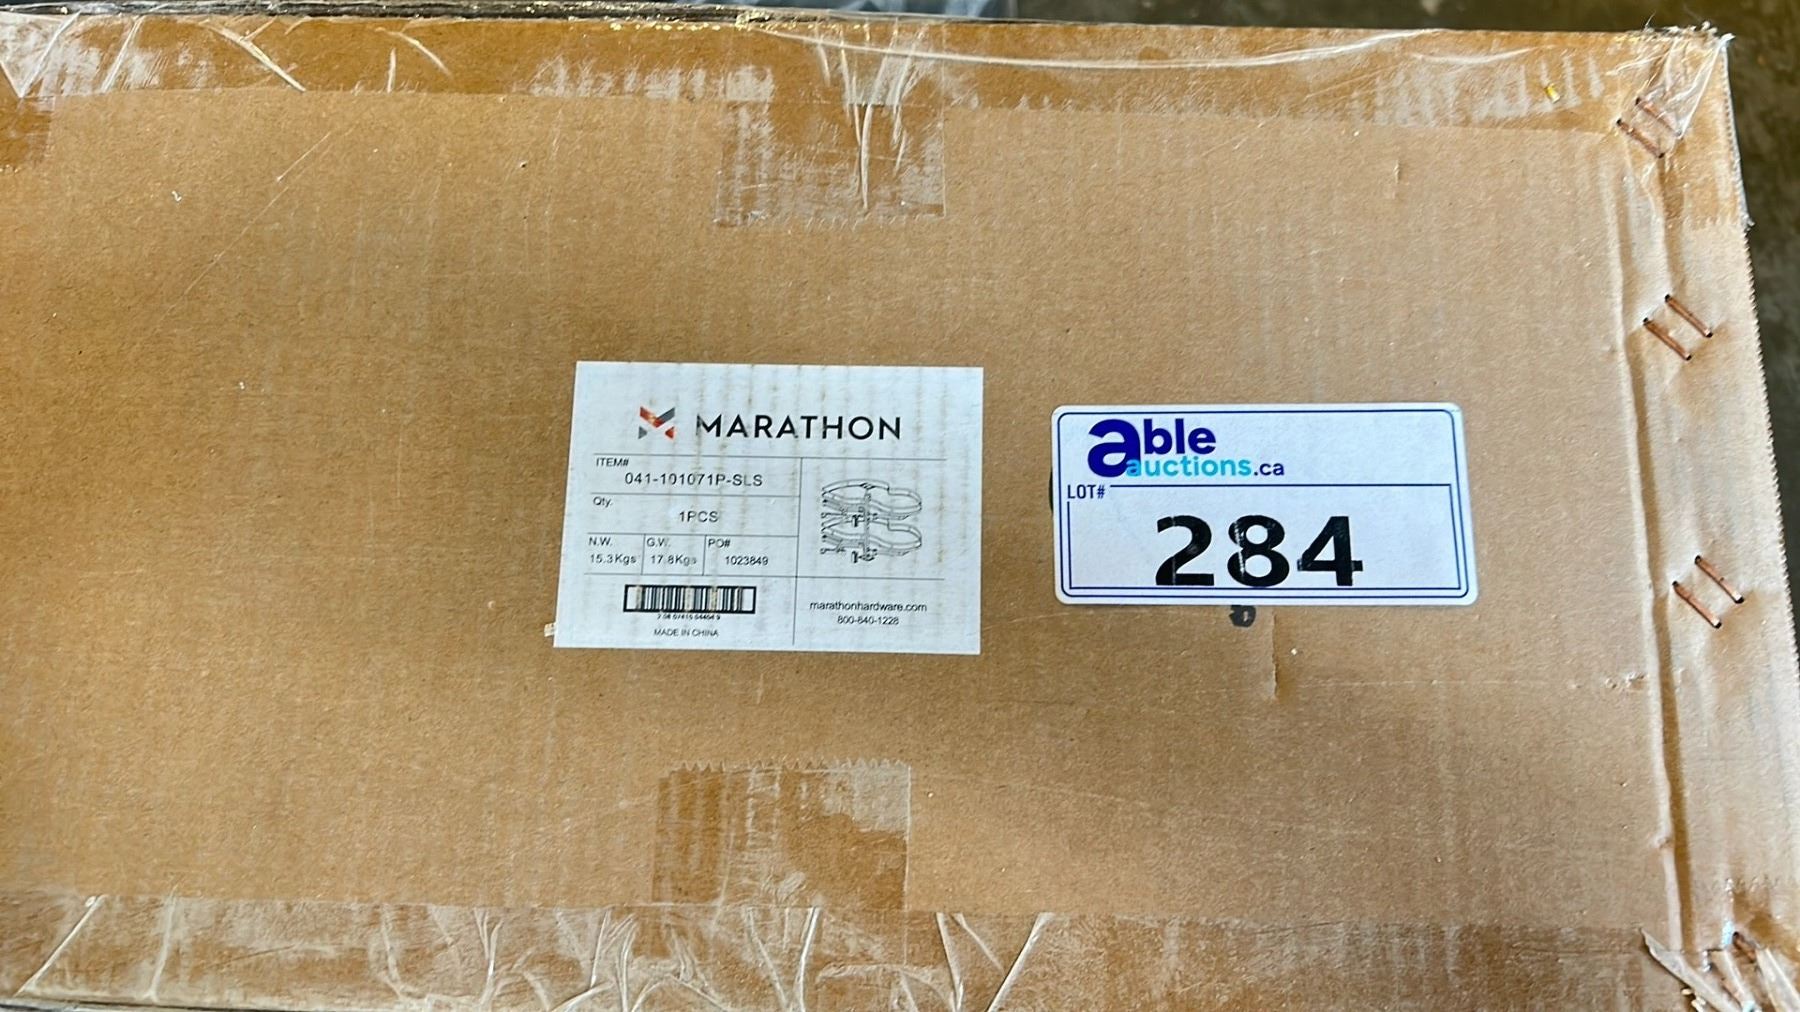 MARATHON
ITEM#
041-101071P-SLS
Qty.
1PCS
N.W. G.W. PO#
15.3Kgs 17.8Kgs 1023849
MADE IN CHINA
marathonhardware.com
800-840-1228
able
auctions.ca
LOT#
284